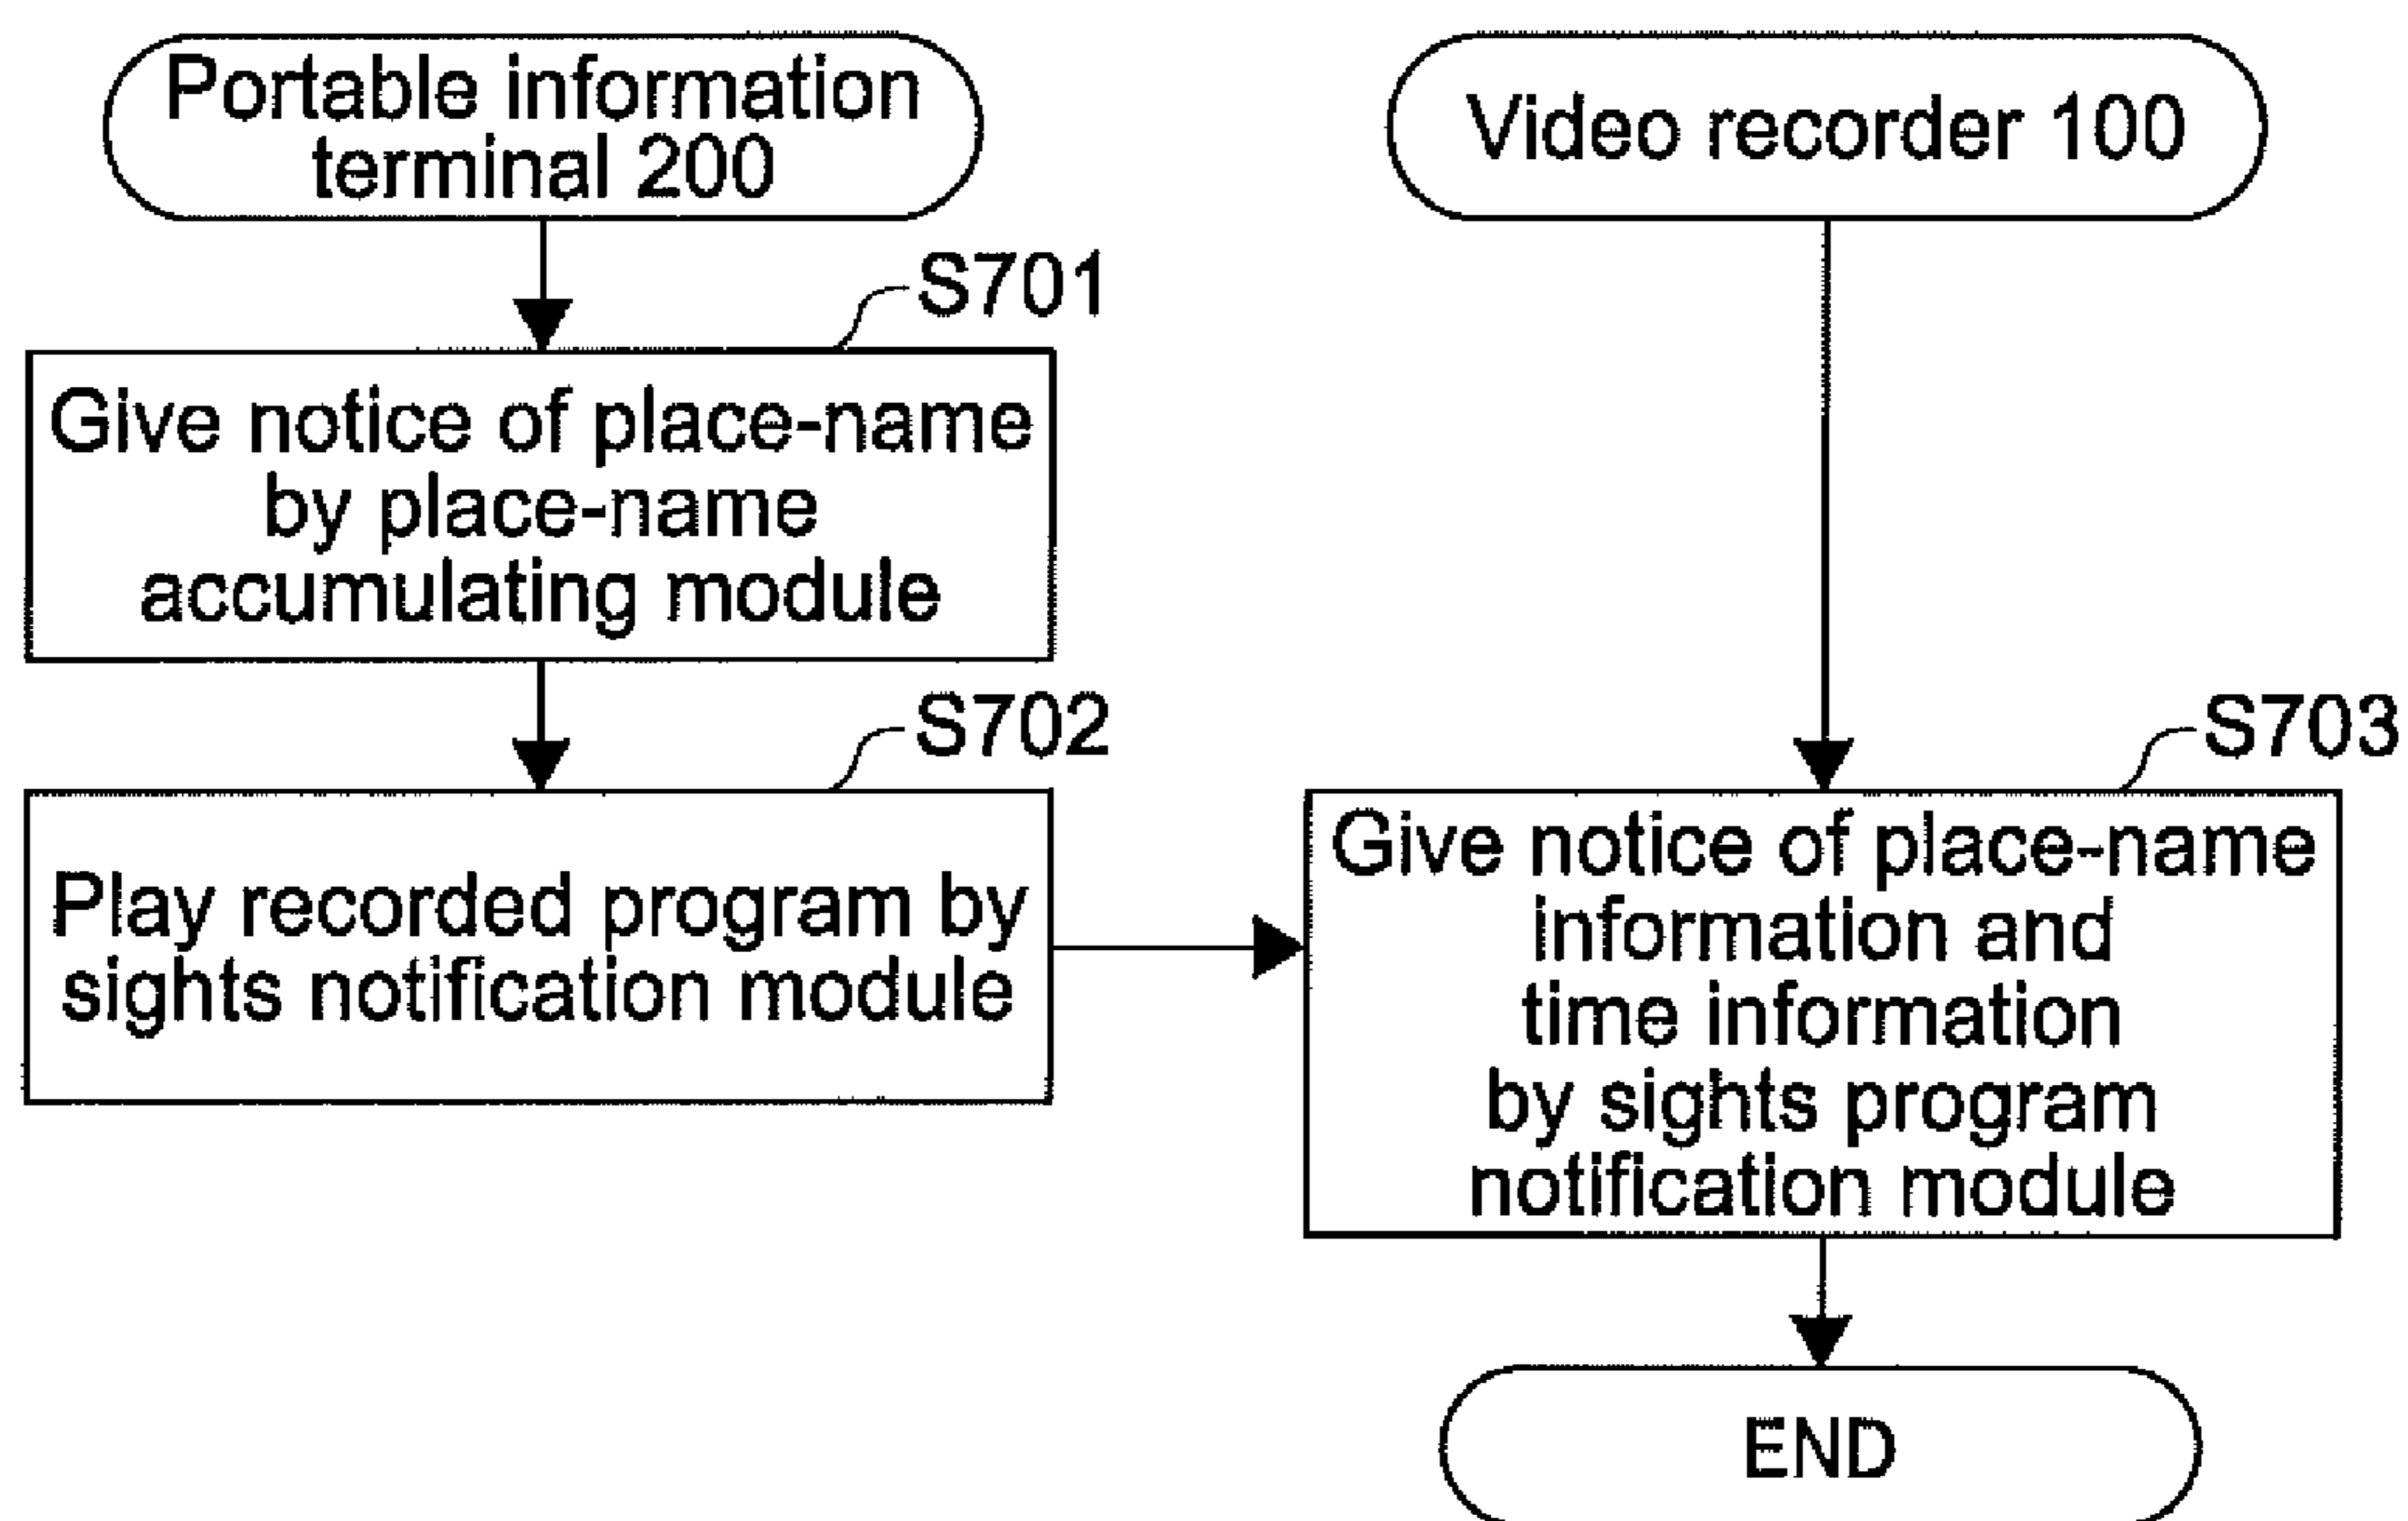 Portable information
terminal 200
Video recorder 100
S701
Give notice of place-name
by place-name
accumulating module
S702
Play recorded program by
sights notification module
S703
Give notice of place-name
information and
time information
by sights program
notification module
END